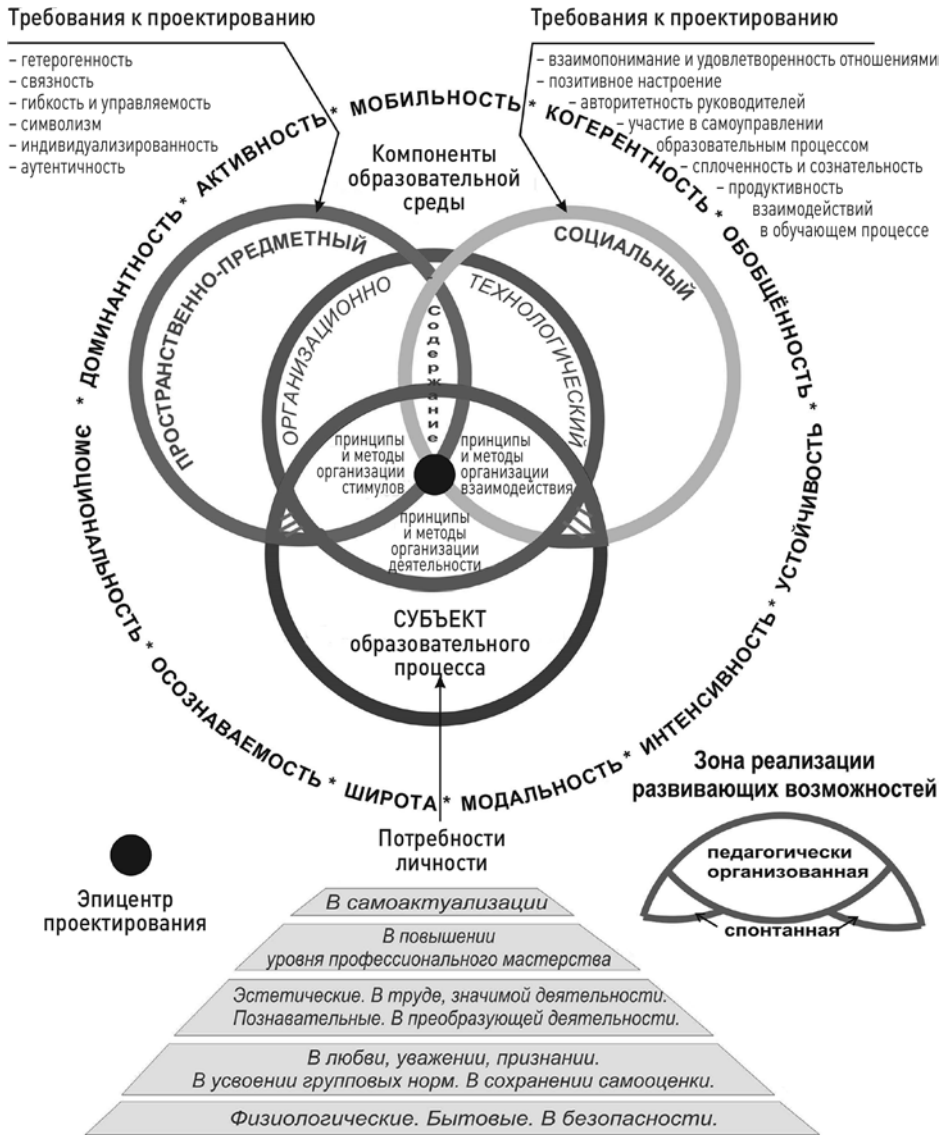 Требования к проектированию
– гетерогенность
– связность
– гибкость и управляемость
– символизм
– индивидуализированность
– аутентичность
Требования к проектированию
– взаимопонимание и удовлетворенность отношениями
– позитивное настроение
– авторитетность руководителей
– участие в самоуправлении
образовательным процессом
– сплоченность и сознательность
– продуктивность
взаимодействий
в обучающем процессе
* ДОМИНАНТНОСТЬ * АКТИВНОСТЬ * МОБИЛЬНОСТЬ * КОГЕРЕНТНОСТЬ * ОБОБЩЁННОСТЬ * УСТОЙЧИВОСТЬ * ИНТЕНСИВНОСТЬ * МОДАЛЬНОСТЬ * ШИРОТА * ОСОЗНАВАЕМОСТЬ * ЭМОЦИОНАЛЬНОСТЬ
Компоненты
образовательной
среды
ПРОСТРАНСТВЕННО-ПРЕДМЕТНЫЙ
ОРГАНИЗАЦИОННО
ТЕХНОЛОГИЧЕСКИЙ
СОЦИАЛЬНЫЙ
Содержание
принципы
и методы
организации
стимулов
принципы
и методы
организации
взаимодействия
принципы
и методы
организации
деятельности
СУБЪЕКТ
образовательного
процесса
Зона реализации
развивающих возможностей
педагогически
организованная
спонтанная
Эпицентр
проектирования
Потребности
личности
В самоактуализации
В повышении
уровня профессионального мастерства
Эстетические. В труде, значимой деятельности.
Познавательные. В преобразующей деятельности.
В любви, уважении, признании.
В усвоении групповых норм. В сохранении самооценки.
Физиологические. Бытовые. В безопасности.